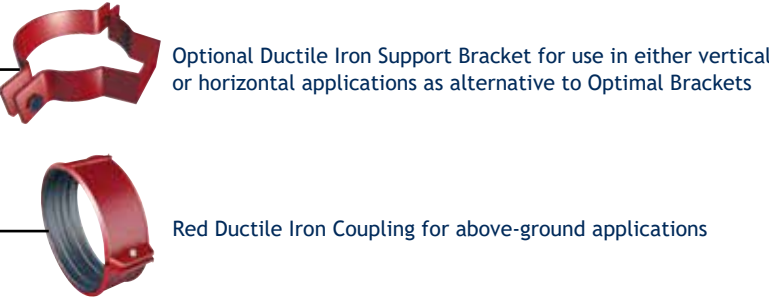 Optional Ductile Iron Support Bracket for use in either vertical
or horizontal applications as alternative to Optimal Brackets
Red Ductile Iron Coupling for above-ground applications